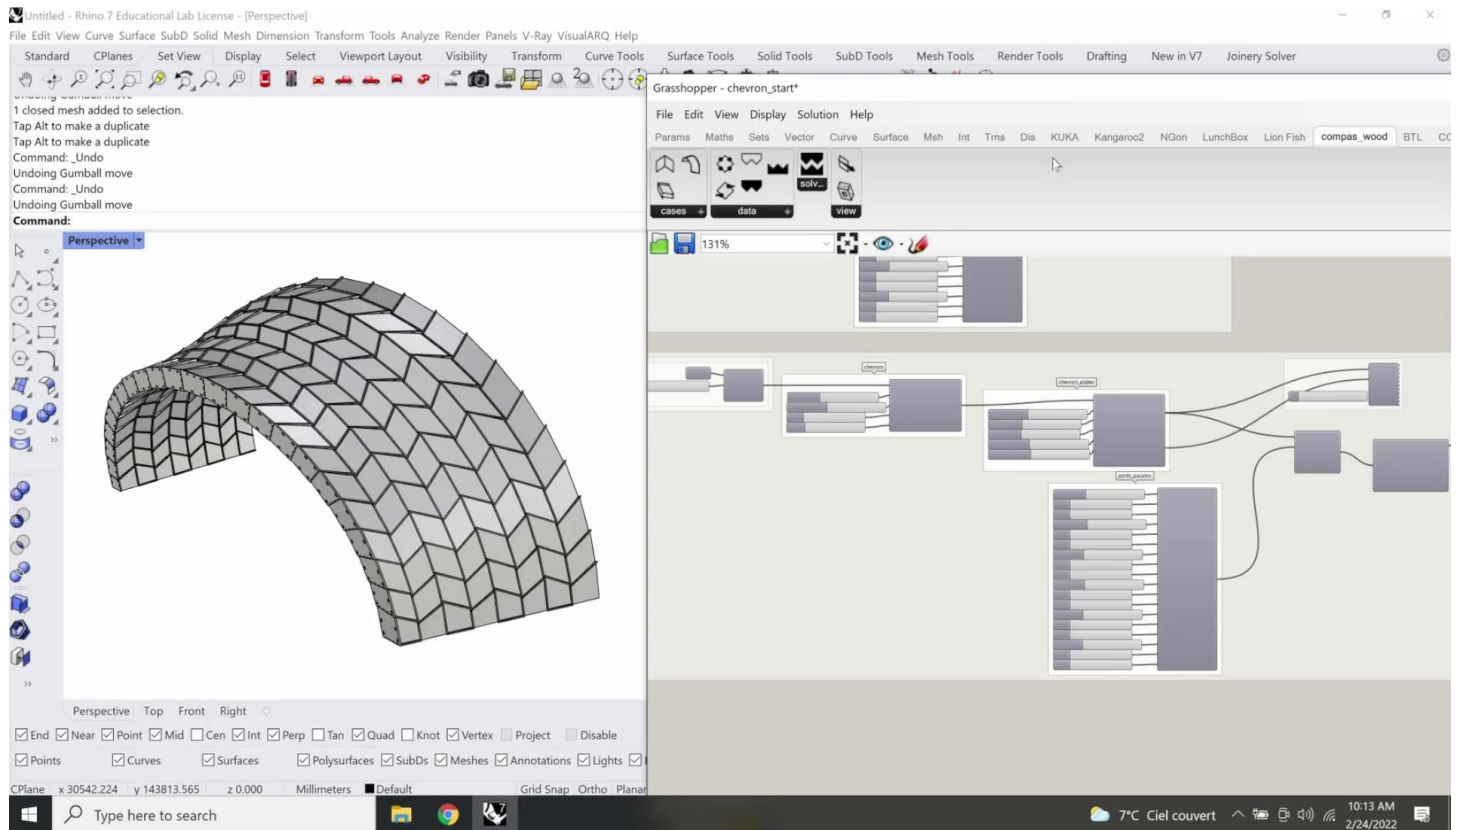 Untitled - Rhino 7 Educational Lab License - [Perspective]
File Edit View Curve Surface SubD Solid Mesh Dimension Transform Tools Analyze Render Panels V-Ray VisualARQ Help
Standard CPlanes Set View Display Select Viewport Layout Visibility Transform Curve Tools Surface Tools Solid Tools SubD Tools Mesh Tools Render Tools Drafting New in V7 Joinery Solver
Undoing Gumball move
1 closed mesh added to selection.
Tap Alt to make a duplicate
Tap Alt to make a duplicate
Command: _Undo
Undoing Gumball move
Command: _Undo
Undoing Gumball move
Command:
Perspective
Grasshopper - chevron_start*
File Edit View Display Solution Help
Params Maths Sets Vector Curve Surface Msh Int Trns Dis KUKA Kangaroo2 NGon LunchBox Lion Fish compas_wood BTL
solv...
cases data view
131%
chevron
chevron_plates
joints_params
Perspective Top Front Right
End Near Point Mid Cen Int Perp Tan Quad Knot Vertex Project Disable
Points Curves Surfaces Polysurfaces SubDs Meshes Annotations Lights
CPlane x 30542.224 y 143813.565 z 0.000 Millimeters Default Grid Snap Ortho Planar
Type here to search
7°C Ciel couvert
10:13 AM
2/24/2022